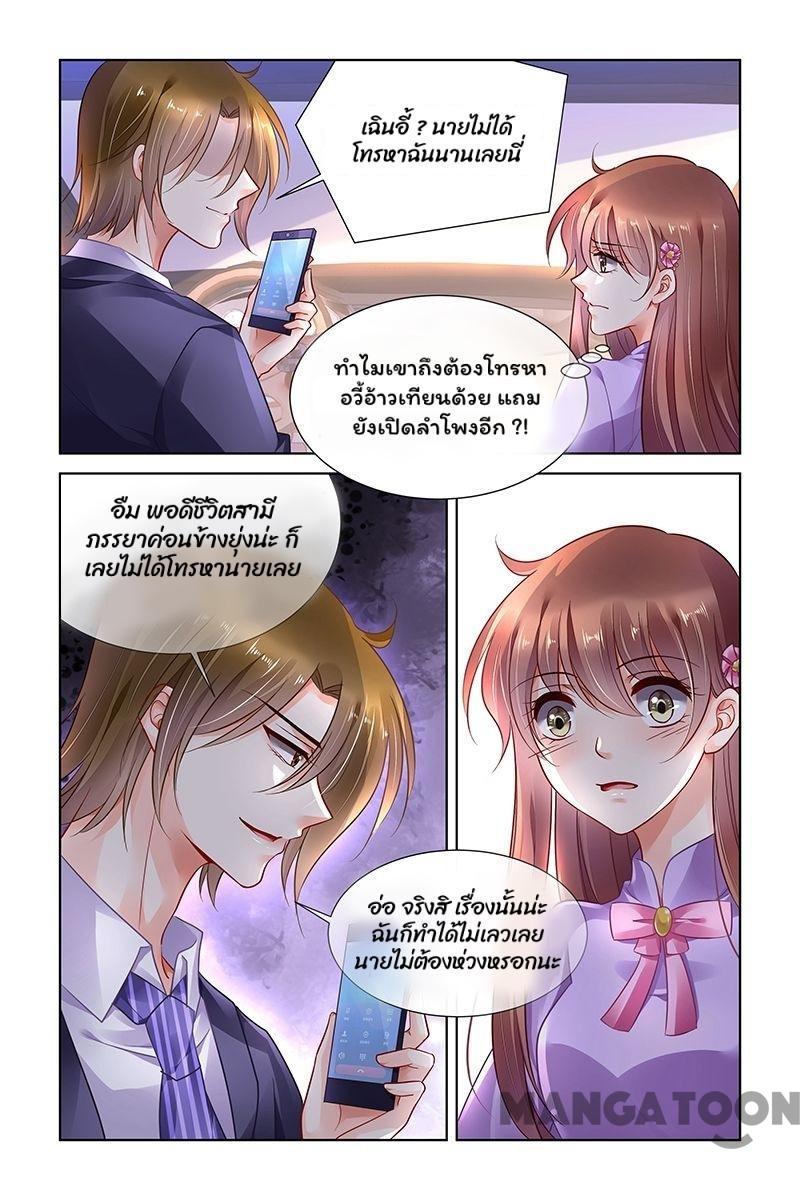 เฉินอี้ ? นายไม่ได้
โทรหาฉันนานเลยนี่
ทำไมเขาถึงต้องโทรหา
อวี้อ้าวเทียนด้วย แถม
ยังเปิดลำโพงอีก ?!
อืม พอดีชีวิตสามี
ภรรยาค่อนข้างยุ่งน่ะ ก็
เลยไม่ได้โทรหานายเลย
อ่อ จริงสิ เรื่องนั้นน่ะ
ฉันก็ทำได้ไม่เลวเลย
นายไม่ต้องห่วงหรอกนะ
MANGATOON